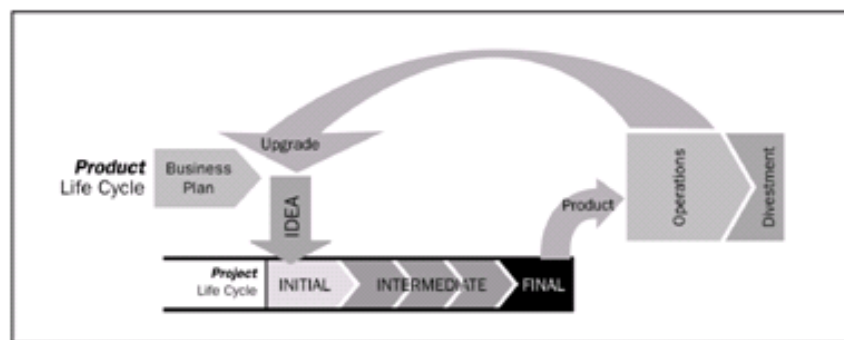 Upgrade
Product
Life Cycle
Business
Plan
IDEA
Product
Operations
Divestment
Project
Life Cycle
INITIAL
INTERMEDIATE
FINAL